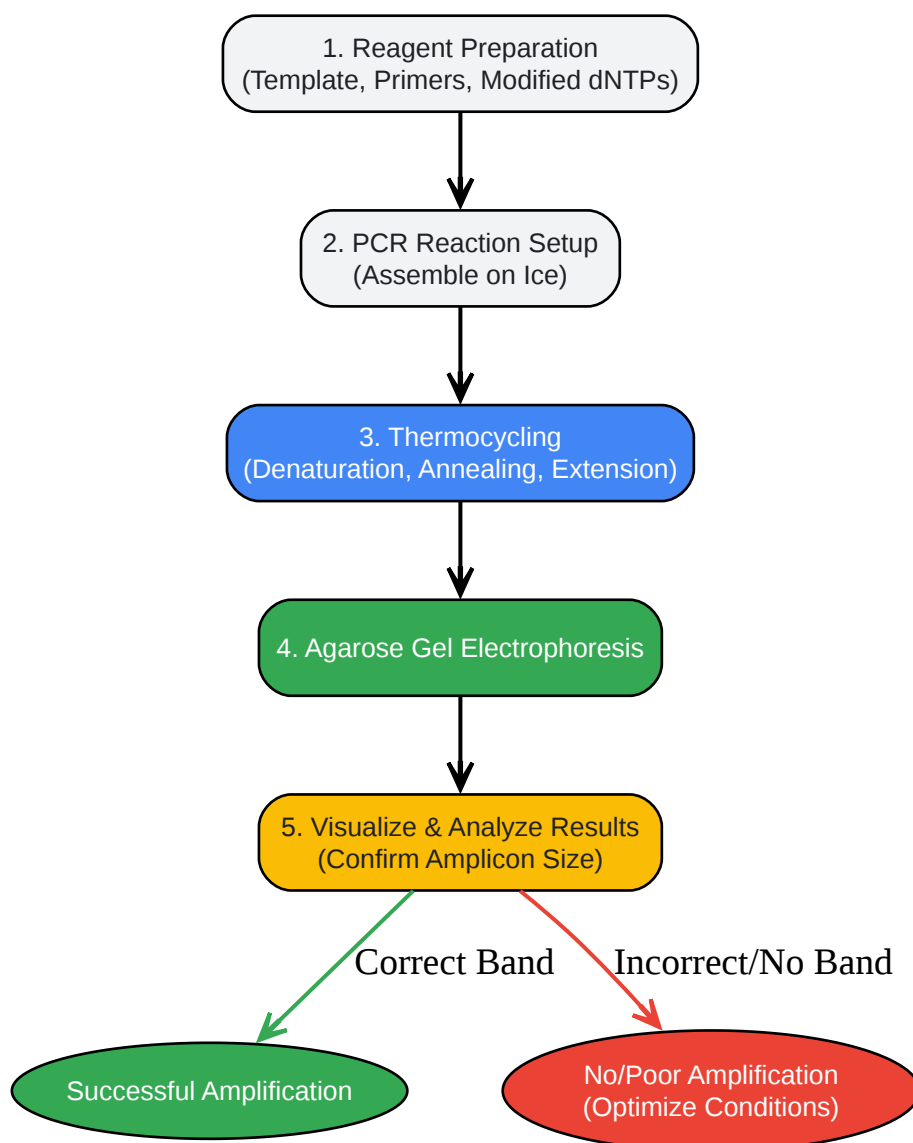 1. Reagent Preparation
(Template, Primers, Modified dNTPs)
2. PCR Reaction Setup
(Assemble on Ice)
3. Thermocycling
(Denaturation, Annealing, Extension)
4. Agarose Gel Electrophoresis
5. Visualize & Analyze Results
(Confirm Amplicon Size)
Correct Band
Incorrect/No Band
Successful Amplification
No/Poor Amplification
(Optimize Conditions)